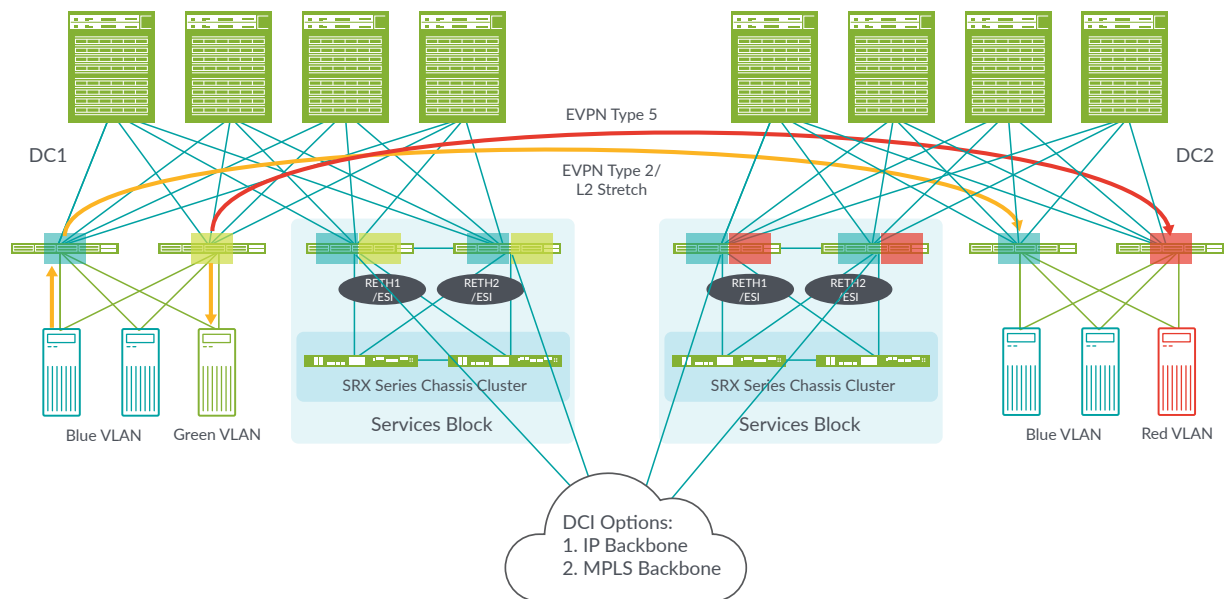 EVPN Type 5
DC1
DC2
EVPN Type 2/
L2 Stretch
RETH1
/ESI
RETH2
/ESI
RETH1
/ESI
RETH2
/ESI
SRX Series Chassis Cluster
SRX Series Chassis Cluster
Services Block
Services Block
Blue VLAN
Green VLAN
Blue VLAN
Red VLAN
DCI Options:
1. IP Backbone
2. MPLS Backbone